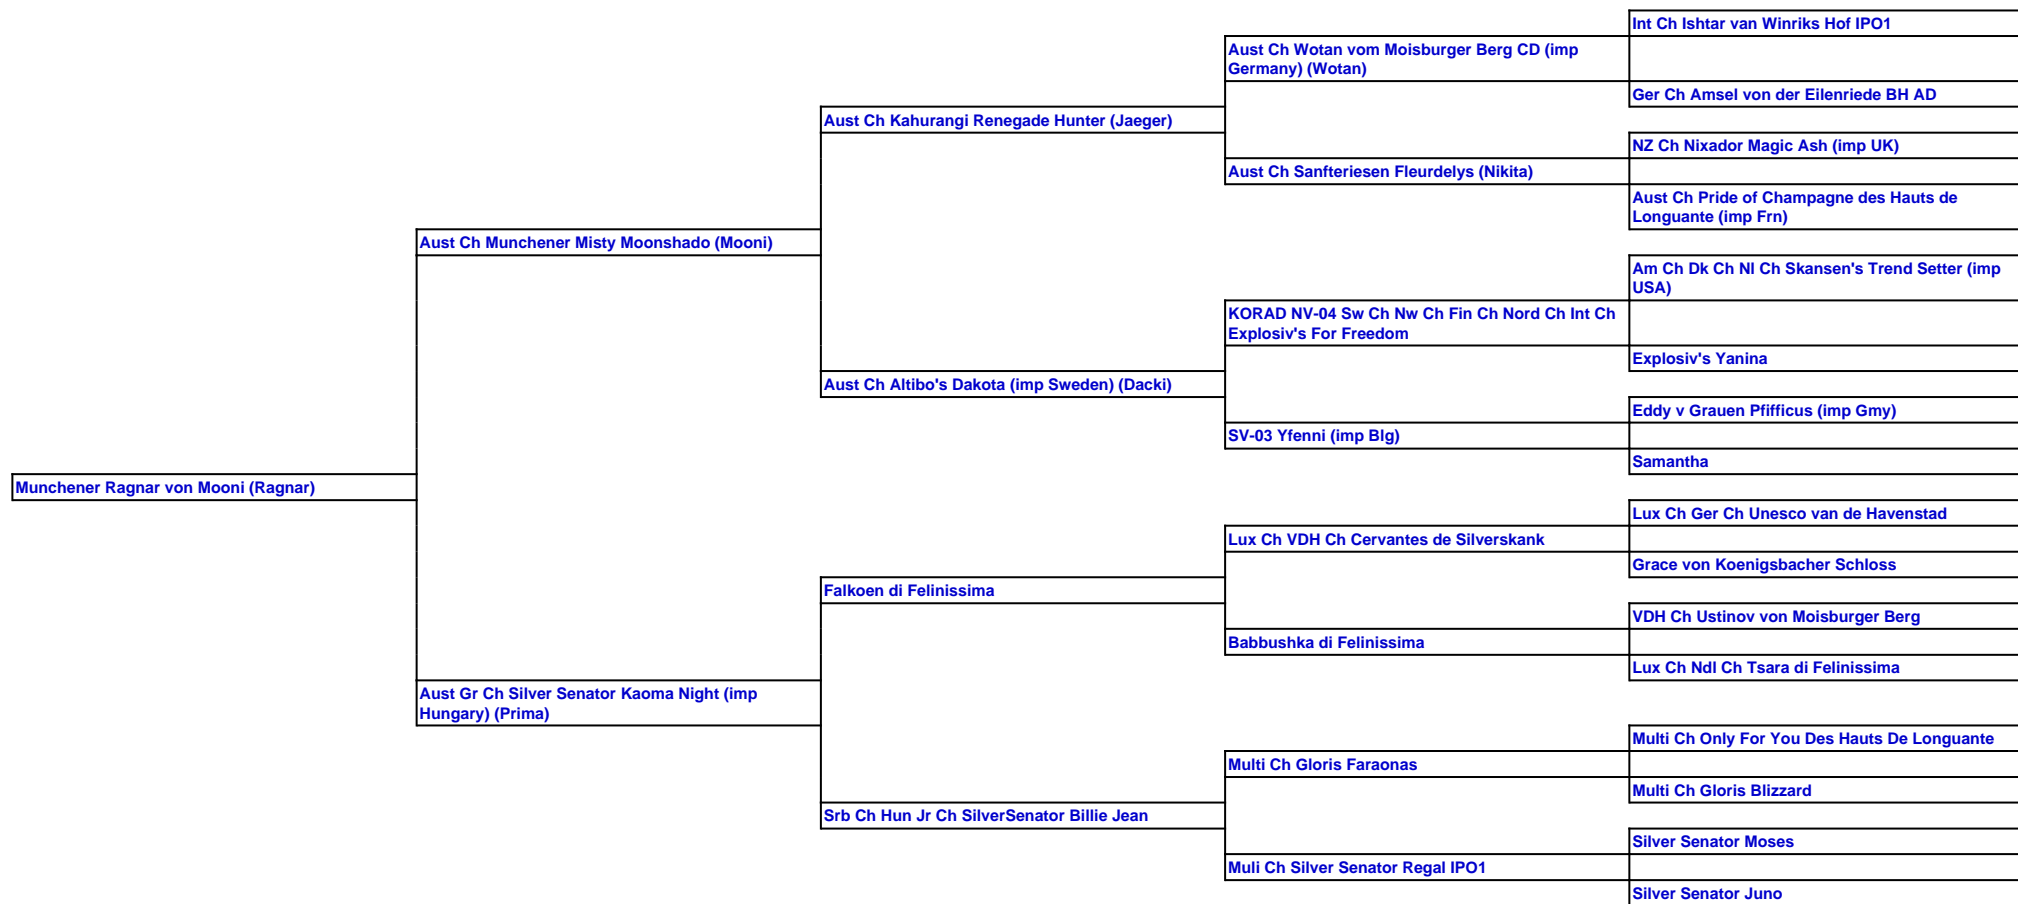 Int Ch Ishtar van Winriks Hof IPO1
Aust Ch Wotan vom Moisburger Berg CD (imp
Germany) (Wotan)
Ger Ch Amsel von der Eilenriede BH AD
Aust Ch Kahurangi Renegade Hunter (Jaeger)
NZ Ch Nixador Magic Ash (imp UK)
Aust Ch Sanfteriesen Fleurdelys (Nikita)
Aust Ch Pride of Champagne des Hauts de
Longuante (imp Frn)
Aust Ch Munchener Misty Moonshado (Mooni)
Am Ch Dk Ch Nl Ch Skansen's Trend Setter (imp
USA)
KORAD NV-04 Sw Ch Nw Ch Fin Ch Nord Ch Int Ch
Explosiv's For Freedom
Explosiv's Yanina
Aust Ch Altibo's Dakota (imp Sweden) (Dacki)
Eddy v Grauen Pfifficus (imp Gmy)
SV-03 Yfenni (imp Blg)
Samantha
Munchener Ragnar von Mooni (Ragnar)
Lux Ch Ger Ch Unesco van de Havenstad
Lux Ch VDH Ch Cervantes de Silverskank
Grace von Koenigsbacher Schloss
Falkoen di Felinissima
VDH Ch Ustinov von Moisburger Berg
Babbushka di Felinissima
Lux Ch Ndl Ch Tsara di Felinissima
Aust Gr Ch Silver Senator Kaoma Night (imp
Hungary) (Prima)
Multi Ch Only For You Des Hauts De Longuante
Multi Ch Gloris Faraonas
Multi Ch Gloris Blizzard
Srb Ch Hun Jr Ch SilverSenator Billie Jean
Silver Senator Moses
Muli Ch Silver Senator Regal IPO1
Silver Senator Juno